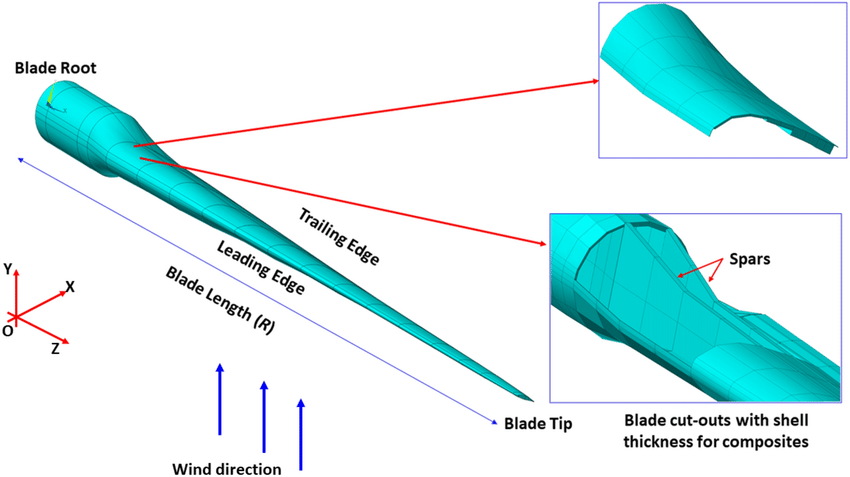 Blade Root
Trailing Edge
Leading Edge
Blade Length (R)
Y
X
O
Z
Spars
Blade Tip
Blade cut-outs with shell
thickness for composites
Wind direction